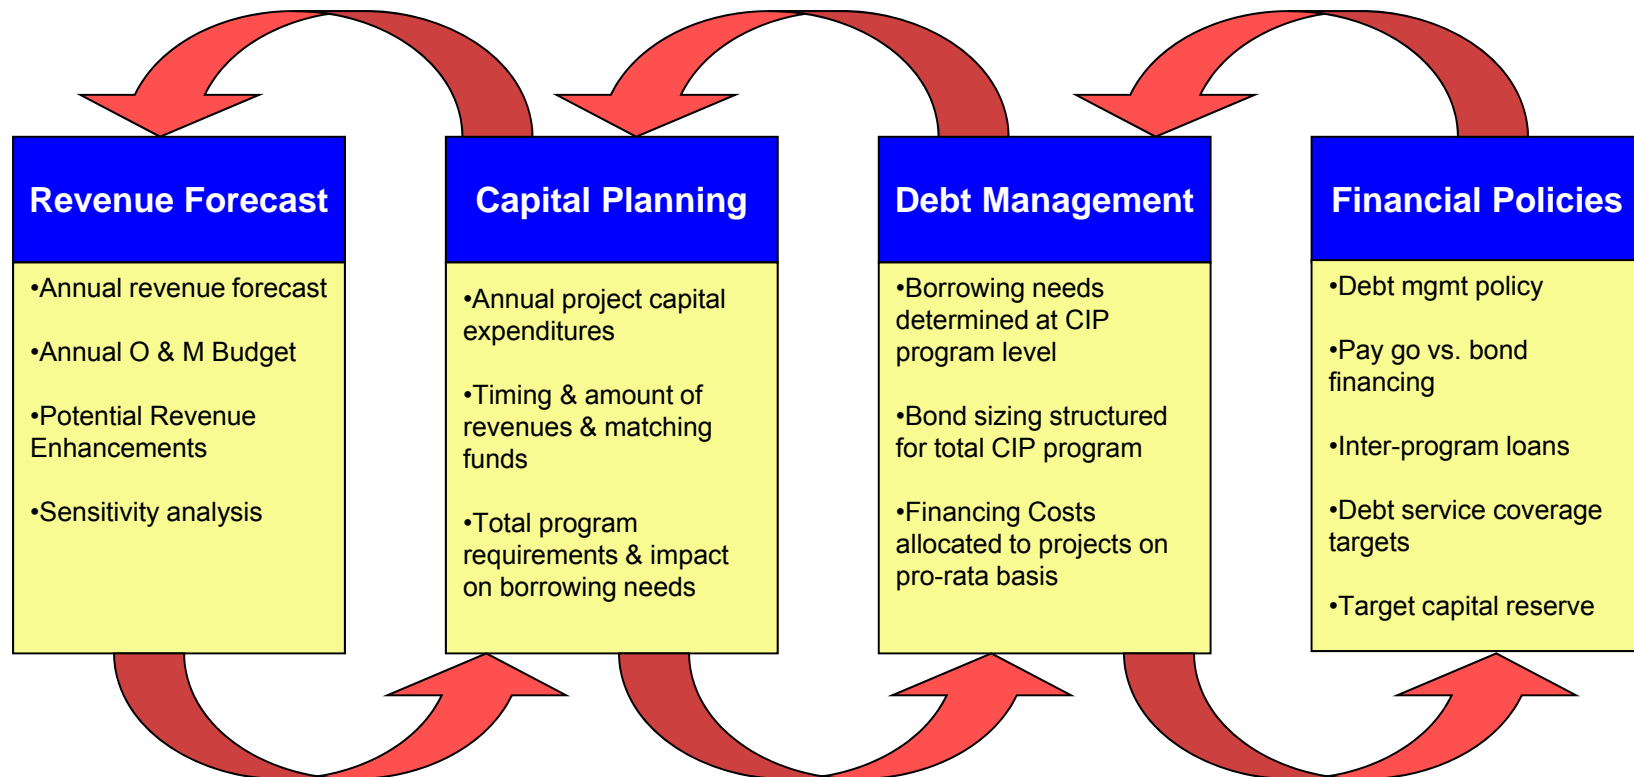 Revenue Forecast
•Annual revenue forecast
•Annual O & M Budget
•Potential Revenue
Enhancements
•Sensitivity analysis
Capital Planning
•Annual project capital
expenditures
•Timing & amount of
revenues & matching
funds
•Total program
requirements & impact
on borrowing needs
Debt Management
•Borrowing needs
determined at CIP
program level
•Bond sizing structured
for total CIP program
•Financing Costs
allocated to projects on
pro-rata basis
Financial Policies
•Debt mgmt policy
•Pay go vs. bond
financing
•Inter-program loans
•Debt service coverage
targets
•Target capital reserve